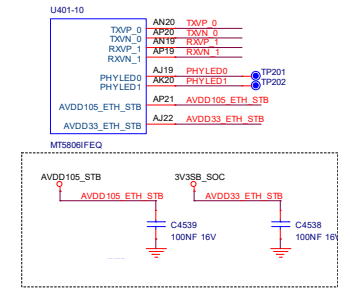 U401-10
TXVP_0 AN20 TXVP_0
TXVN_0 AP20 TXVN_0
RXVP_1 AN19 RXVP_1
RXVN_1 AP19 RXVN_1
PHYLED0 AJ19 PHYLED0 TP201
PHYLED1 AK20 PHYLED1 TP202
AVDD105_ETH_STB AP21 AVDD105_ETH_STB
AVDD33_ETH_STB AJ22 AVDD33_ETH_STB
MT5806IFEQ
AVDD105_STB 3V3SB_SOC
AVDD105_ETH_STB AVDD33_ETH_STB
C4539 C4538
100NF 16V 100NF 16V